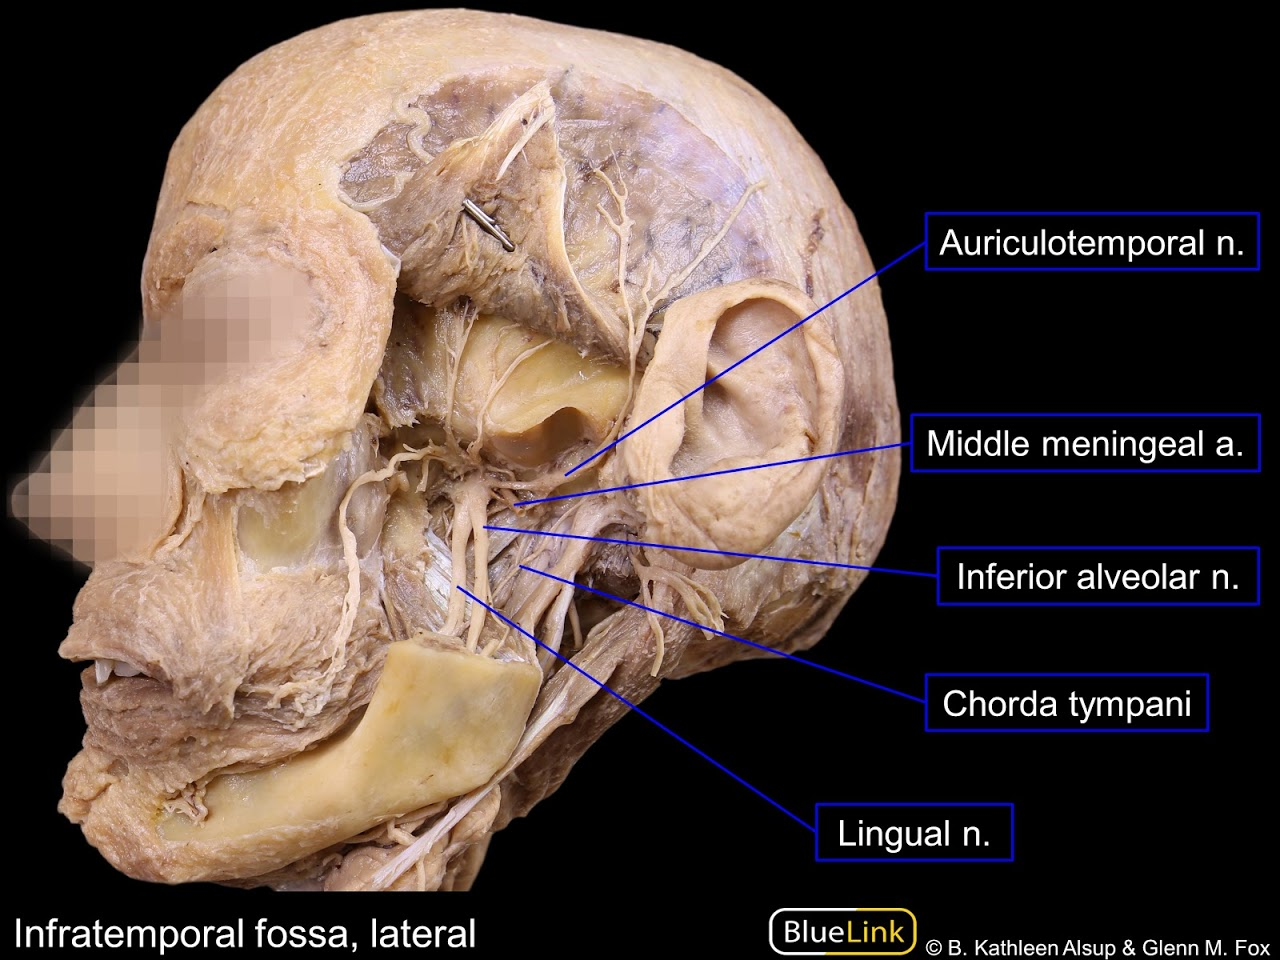 Auriculotemporal n.
Middle meningeal a.
Inferior alveolar n.
Chorda tympani
Lingual n.
Infratemporal fossa, lateral
BlueLink
© B. Kathleen Alsup & Glenn M. Fox